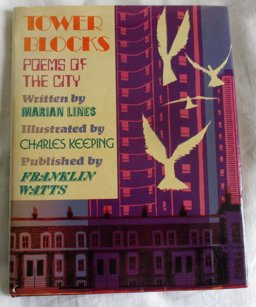 TOWER
BLOCKS
POEMS OF
THE CITY
Written by
MARIAN LINES
Illustrated by
CHARLES KEEPING
Published by
FRANKLIN
WATTS